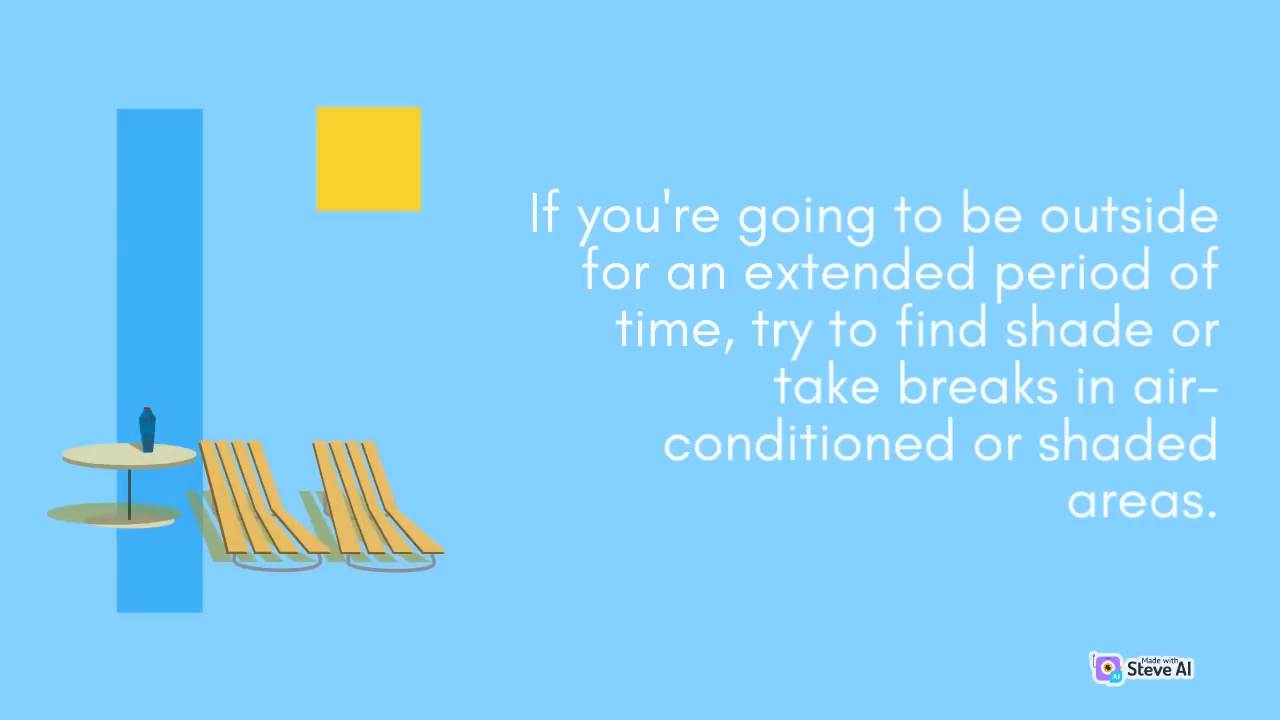 If you're going to be outside
for an extended period of
time, try to find shade or
take breaks in air-
conditioned or shaded
areas.
Made with
Steve AI
AI